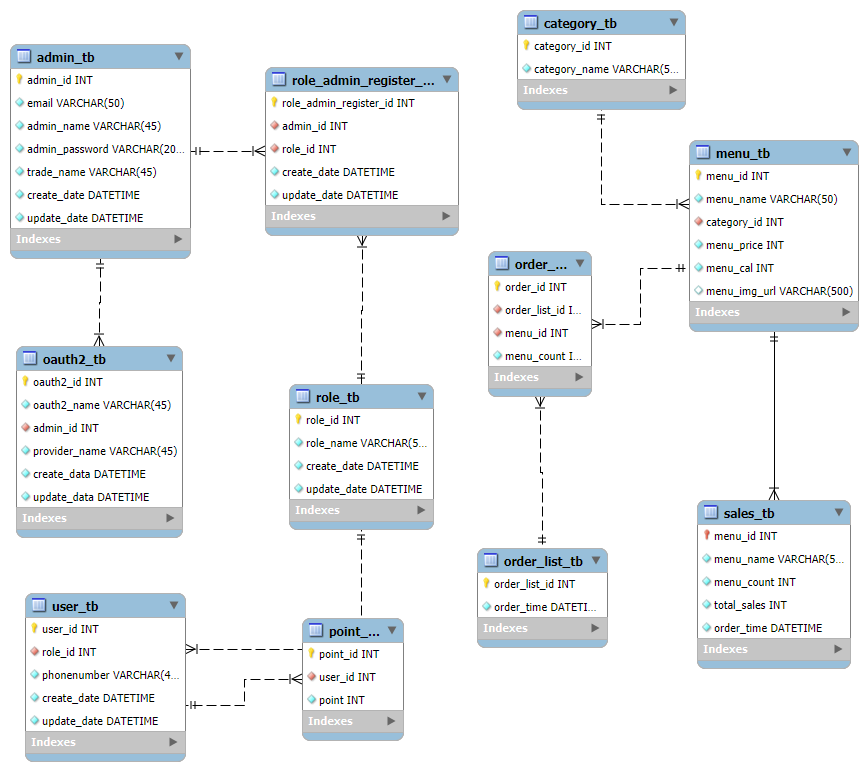 admin_tb
admin_id INT
email VARCHAR(50)
admin_name VARCHAR(45)
admin_password VARCHAR(20...
trade_name VARCHAR(45)
create_date DATETIME
update_date DATETIME
Indexes
role_admin_register_...
role_admin_register_id INT
admin_id INT
role_id INT
create_date DATETIME
update_date DATETIME
Indexes
category_tb
category_id INT
category_name VARCHAR(5...
Indexes
menu_tb
menu_id INT
menu_name VARCHAR(50)
category_id INT
menu_price INT
menu_cal INT
menu_img_url VARCHAR(500)
Indexes
order_...
order_id INT
order_list_id I...
menu_id INT
menu_count I...
Indexes
oauth2_tb
oauth2_id INT
oauth2_name VARCHAR(45)
admin_id INT
provider_name VARCHAR(45)
create_data DATETIME
update_data DATETIME
Indexes
role_tb
role_id INT
role_name VARCHAR(5...
create_date DATETIME
update_date DATETIME
Indexes
order_list_tb
order_list_id INT
order_time DATETI...
Indexes
sales_tb
menu_id INT
menu_name VARCHAR(5...
menu_count INT
total_sales INT
order_time DATETIME
Indexes
user_tb
user_id INT
role_id INT
phonenumber VARCHAR(4...
create_date DATETIME
update_date DATETIME
Indexes
point_...
point_id INT
user_id INT
point INT
Indexes